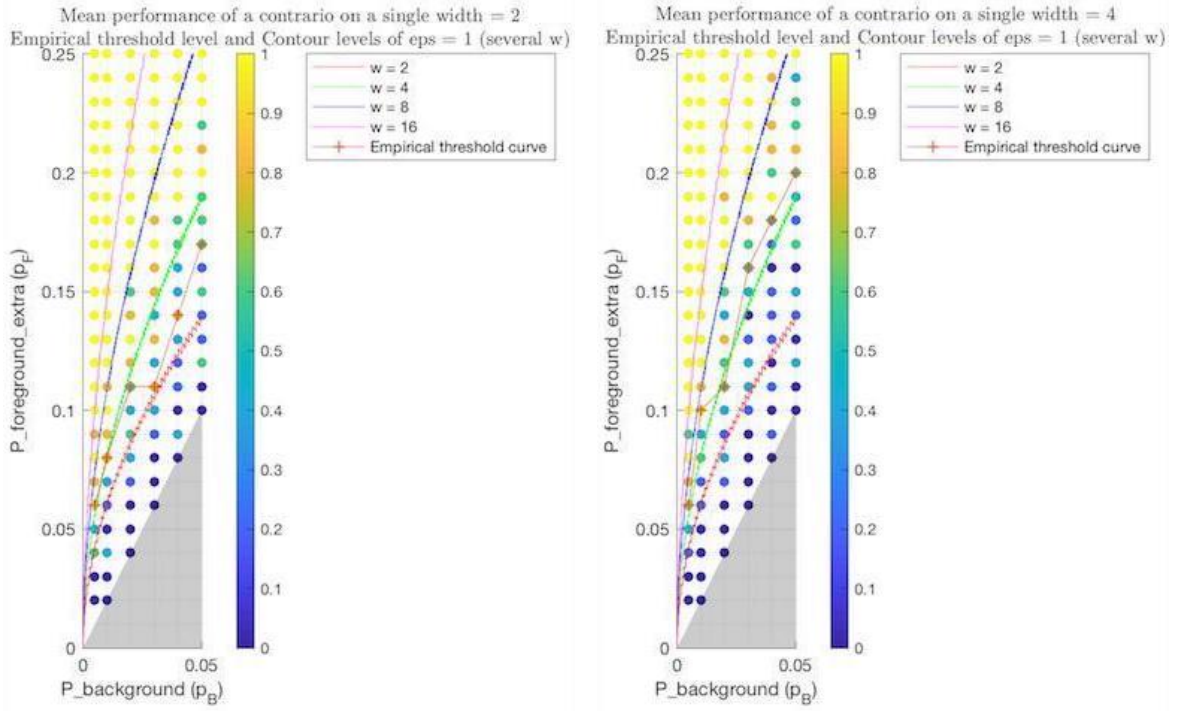 Mean performance of a contrario on a single width = 2
Empirical threshold level and Contour levels of eps = 1 (several w)
0.25
0.2
0.15
0.1
0.05
0
P_foreground_extra (p_F)
0
0.05
P_background (p_B)
1
0.9
0.8
0.7
0.6
0.5
0.4
0.3
0.2
0.1
0
w = 2
w = 4
w = 8
w = 16
Empirical threshold curve
Mean performance of a contrario on a single width = 4
Empirical threshold level and Contour levels of eps = 1 (several w)
0.25
0.2
0.15
0.1
0.05
0
P_foreground_extra (p_F)
0
0.05
P_background (p_B)
1
0.9
0.8
0.7
0.6
0.5
0.4
0.3
0.2
0.1
0
w = 2
w = 4
w = 8
w = 16
Empirical threshold curve